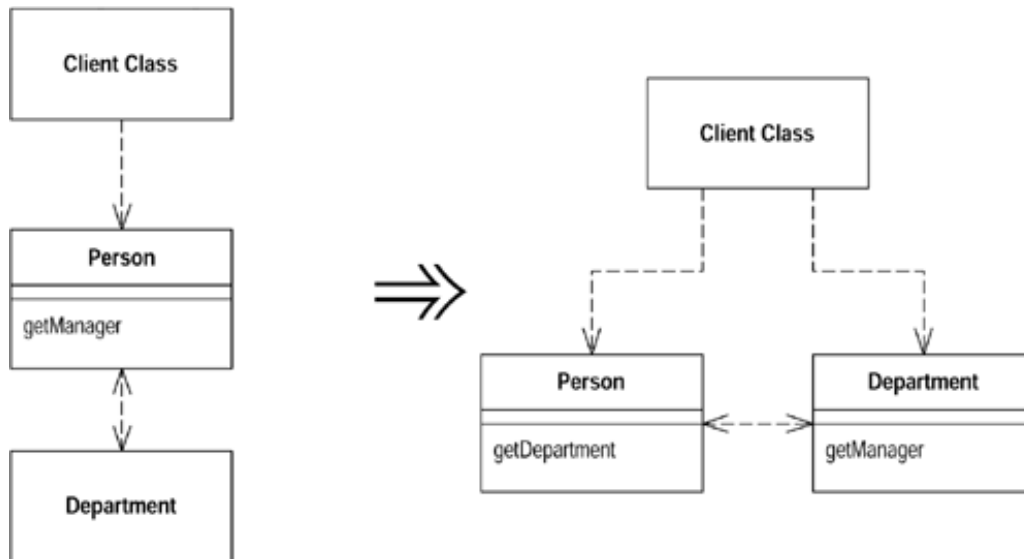 Client Class
Person
getManager
Department
Client Class
Person
getDepartment
Department
getManager